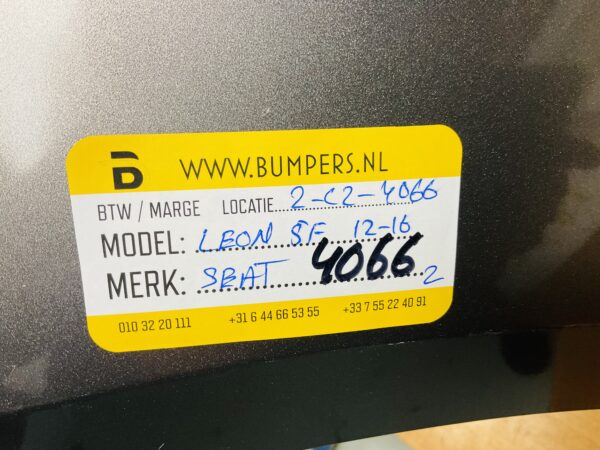 WWW.BUMPERS.NL
BTW / MARGE LOCATIE 2-C2-4066
MODEL: LEON 5F 12-16
MERK: SEAT 4066 2
010 32 20 111 +31 6 44 66 53 55 +33 7 55 22 40 91